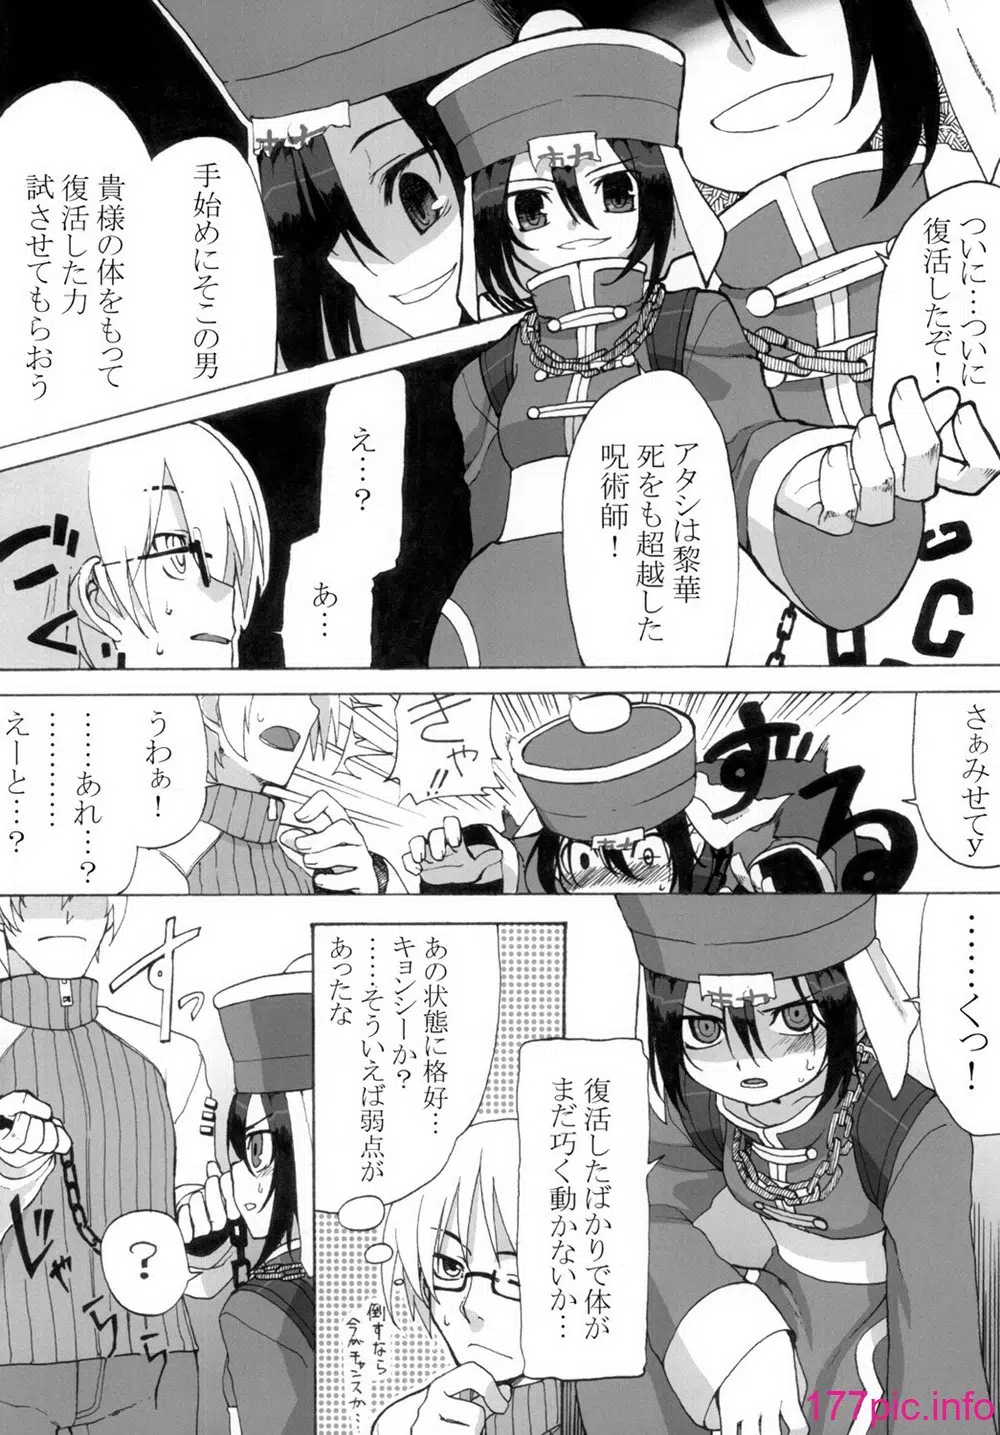 ついに…ついに
復活したぞ！
アタシは黎華
死をも超越した
呪術師！
手始めにそこの男
貴様の体をもって
復活した力
試させてもらおう
え…？
あ…
さぁみせてy
ずる
きゃ
!!
うわぁ！
……あれ…？
…………
えーと…？
……くっ！
復活したばかりで体が
まだ巧く動かないか…
あの状態に格好…
キョンシーか？
……そういえば弱点が
あったな
倒すなら
今がチャンスか…
すっ
？
じゃらら
177pic.info